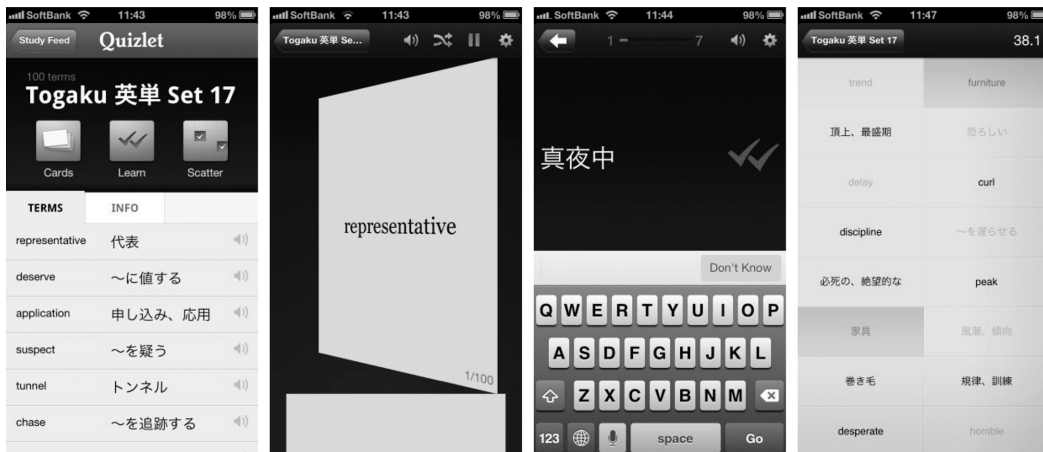 SoftBank 11:43 98%
Study Feed Quizlet
100 terms
Togaku 英単 Set 17
Cards Learn Scatter
TERMS INFO
representative 代表
deserve ～に値する
application 申し込み、応用
suspect ～を疑う
tunnel トンネル
chase ～を追跡する
SoftBank 11:43 98%
Togaku 英単 Se...
representative
1/100
SoftBank 11:44 98%
1 7
真夜中
Don't Know
Q W E R T Y U I O P
A S D F G H J K L
Z X C V B N M
123 space Go
SoftBank 11:47 98%
Togaku 英単 Set 17 38.1
trend furniture
頂上、最盛期 恐ろしい
delay curl
discipline ～を遅らせる
必死の、絶望的な peak
家具 風潮、傾向
巻き毛 規律、訓練
desperate horrible